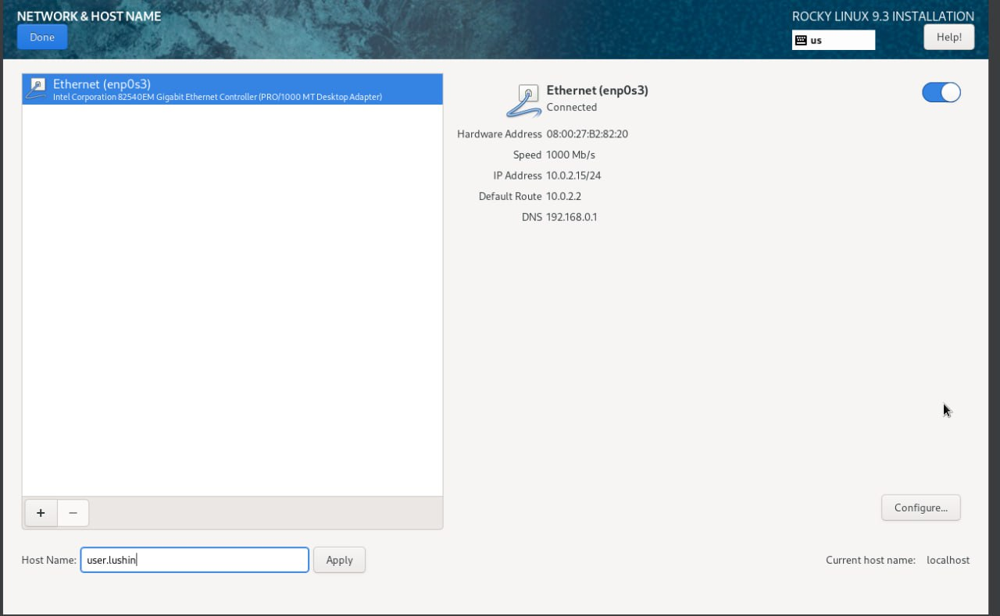 NETWORK & HOST NAME
ROCKY LINUX 9.3 INSTALLATION
Done
us
Help!
Ethernet (enp0s3)
Intel Corporation 82540EM Gigabit Ethernet Controller (PRO/1000 MT Desktop Adapter)
Ethernet (enp0s3)
Connected
Hardware Address 08:00:27:B2:82:20
Speed 1000 Mb/s
IP Address 10.0.2.15/24
Default Route 10.0.2.2
DNS 192.168.0.1
+ −
Configure...
Host Name: user.lushin Apply
Current host name: localhost